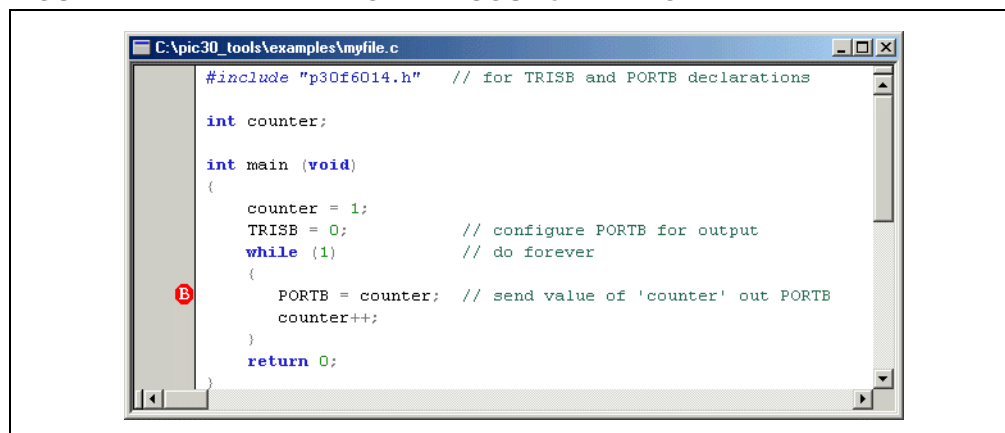 C:\pic30_tools\examples\myfile.c
#include "p30f6014.h"   // for TRISB and PORTB declarations
int counter;
int main (void)
{
    counter = 1;
    TRISB = 0;              // configure PORTB for output
    while (1)               // do forever
    {
B       PORTB = counter;  // send value of 'counter' out PORTB
        counter++;
    }
    return 0;
}